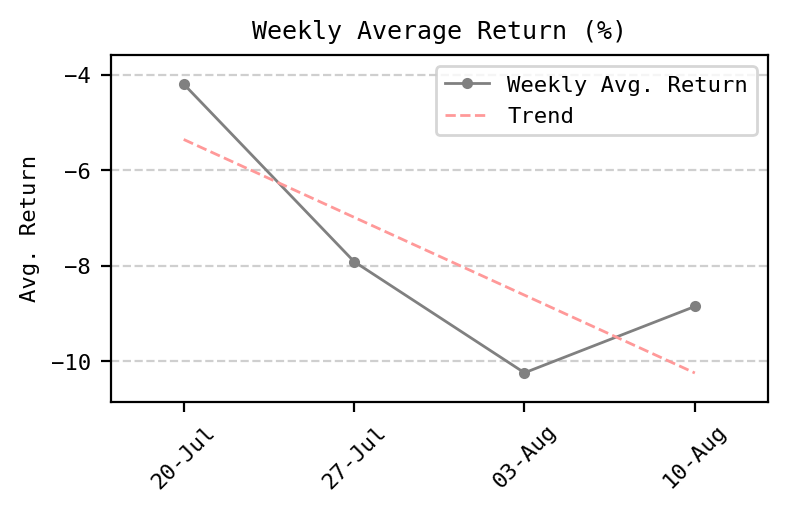 Weekly Average Return (%)
Weekly Avg. Return
Trend
Avg. Return
−4
−6
−8
−10
20-Jul
27-Jul
03-Aug
10-Aug